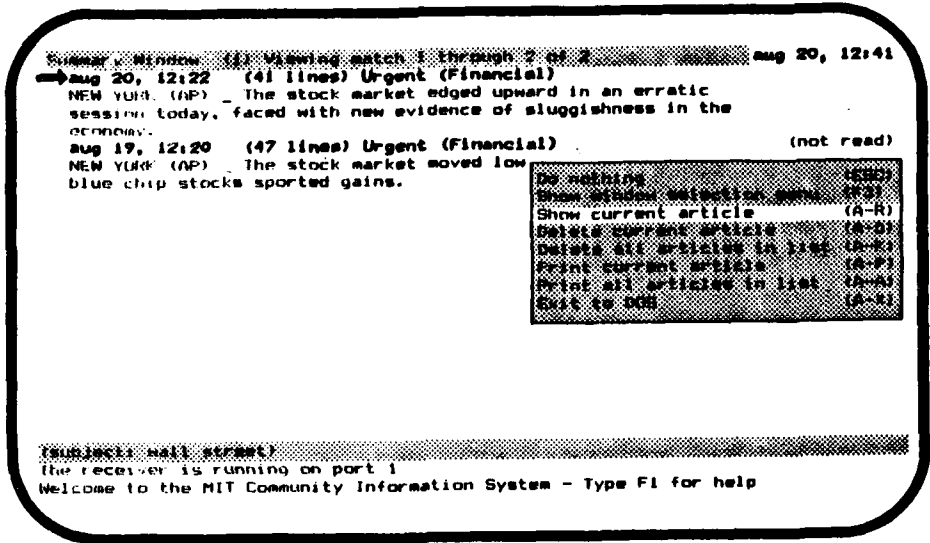 Summary Window (1) Viewing match 1 through 2 of 2 aug 20, 12:41
aug 20, 12:22 (41 lines) Urgent (Financial)
NEW YORK (AP) _ The stock market edged upward in an erratic
session today, faced with new evidence of sluggishness in the
economy.
aug 19, 12:20 (47 lines) Urgent (Financial) (not read)
NEW YORK (AP) _ The stock market moved low
blue chip stocks sported gains.
Do nothing (ESC)
Show window selection menu (F2)
Show current article (A-R)
Delete current article (A-D)
Delete all articles in list (A-K)
Print current article (A-P)
Print all articles in list (A-A)
Exit to DOS (A-X)
(subject: wall street)
The receiver is running on port 1
Welcome to the MIT Community Information System - Type F1 for help